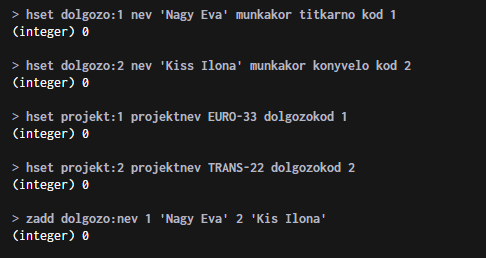 > hset dolgozo:1 nev 'Nagy Eva' munkakor titkarno kod 1
(integer) 0
> hset dolgozo:2 nev 'Kiss Ilona' munkakor konyvelo kod 2
(integer) 0
> hset projekt:1 projektnev EURO-33 dolgozokod 1
(integer) 0
> hset projekt:2 projektnev TRANS-22 dolgozokod 2
(integer) 0
> zadd dolgozo:nev 1 'Nagy Eva' 2 'Kis Ilona'
(integer) 0